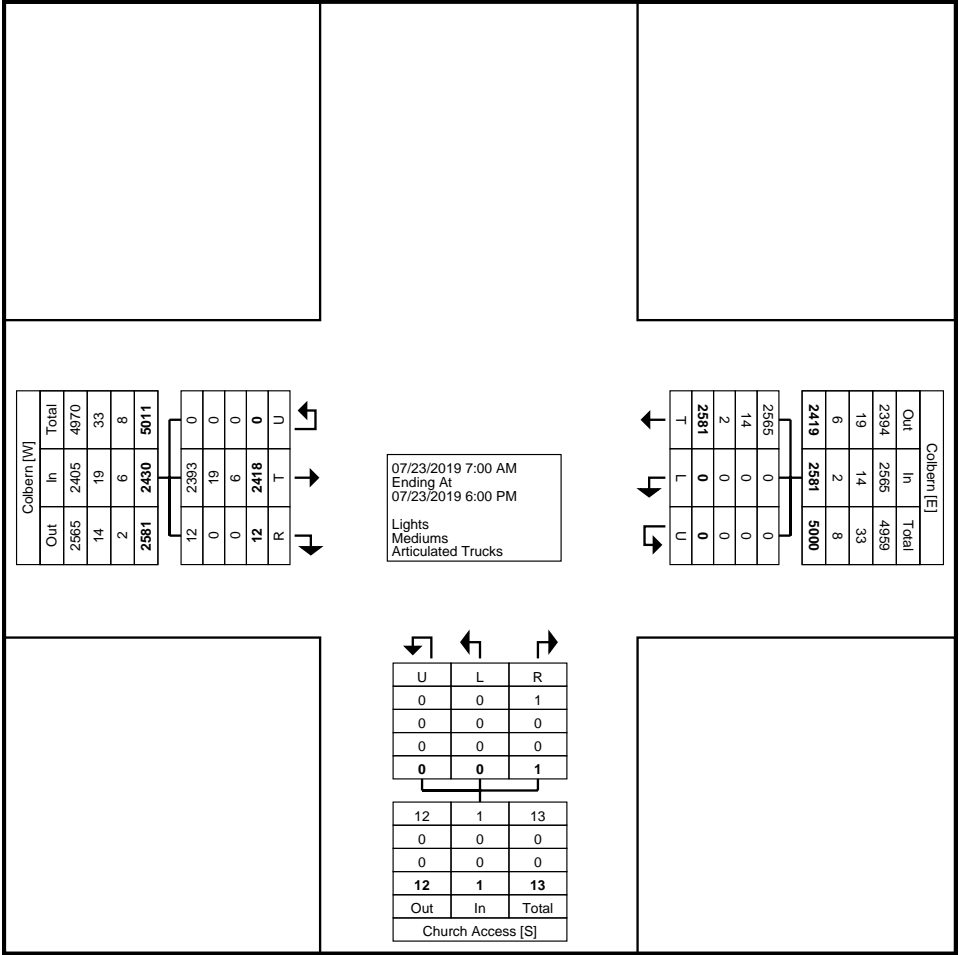 Colbern [W]
Out In Total
2565 2405 4970
14 19 33
2 6 8
2581 2430 5011
12 2393 0
0 19 0
0 6 0
12 2418 0
R T U
07/23/2019 7:00 AM
Ending At
07/23/2019 6:00 PM
Lights
Mediums
Articulated Trucks
Colbern [E]
Out In Total
2394 2565 4959
19 14 33
6 2 8
2419 2581 5000
2565 0 0
14 0 0
2 0 0
2581 0 0
T L U
U L R
0 0 1
0 0 0
0 0 0
0 0 1
12 1 13
0 0 0
0 0 0
12 1 13
Out In Total
Church Access [S]